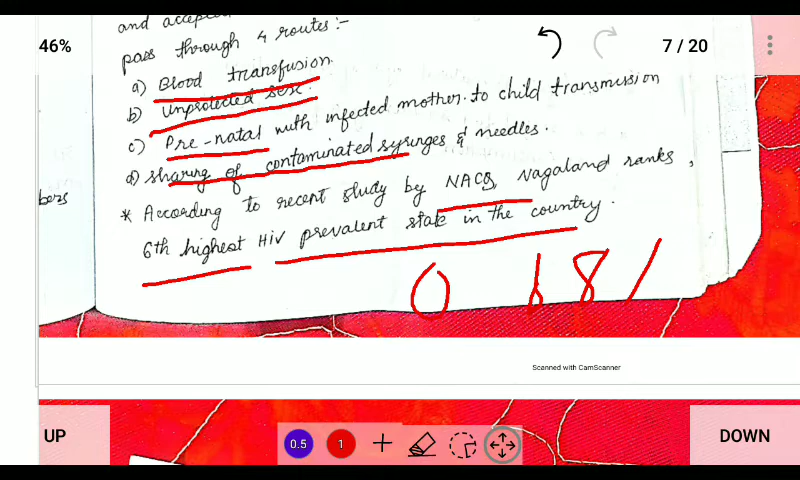 and accep
46%
pass through 4 routes:-
7 / 20
a) Blood transfusion.
b) Unprotected sex.
c) Pre-natal with infected mother. to child transmission
d) Sharing of contaminated syringes & needles.
bers
* According to recent study by NACO, Nagaland ranks,
6th highest HIV prevalent state in the country.
0 181
Scanned with CamScanner
UP
DOWN
0.5
1